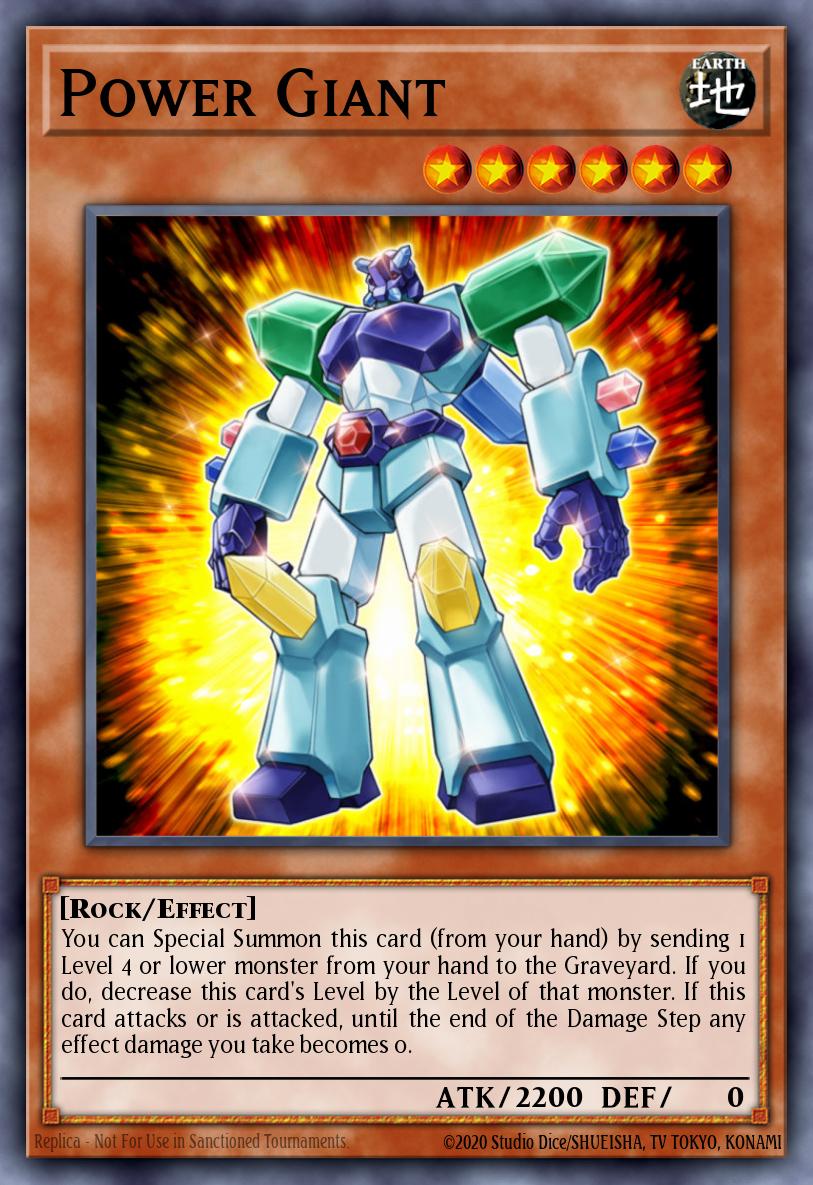 Power Giant
EARTH
地
[Rock/Effect]
You can Special Summon this card (from your hand) by sending 1
Level 4 or lower monster from your hand to the Graveyard. If you
do, decrease this card's Level by the Level of that monster. If this
card attacks or is attacked, until the end of the Damage Step any
effect damage you take becomes 0.
ATK/2200 DEF/ 0
Replica - Not For Use in Sanctioned Tournaments.
©2020 Studio Dice/SHUEISHA, TV TOKYO, KONAMI